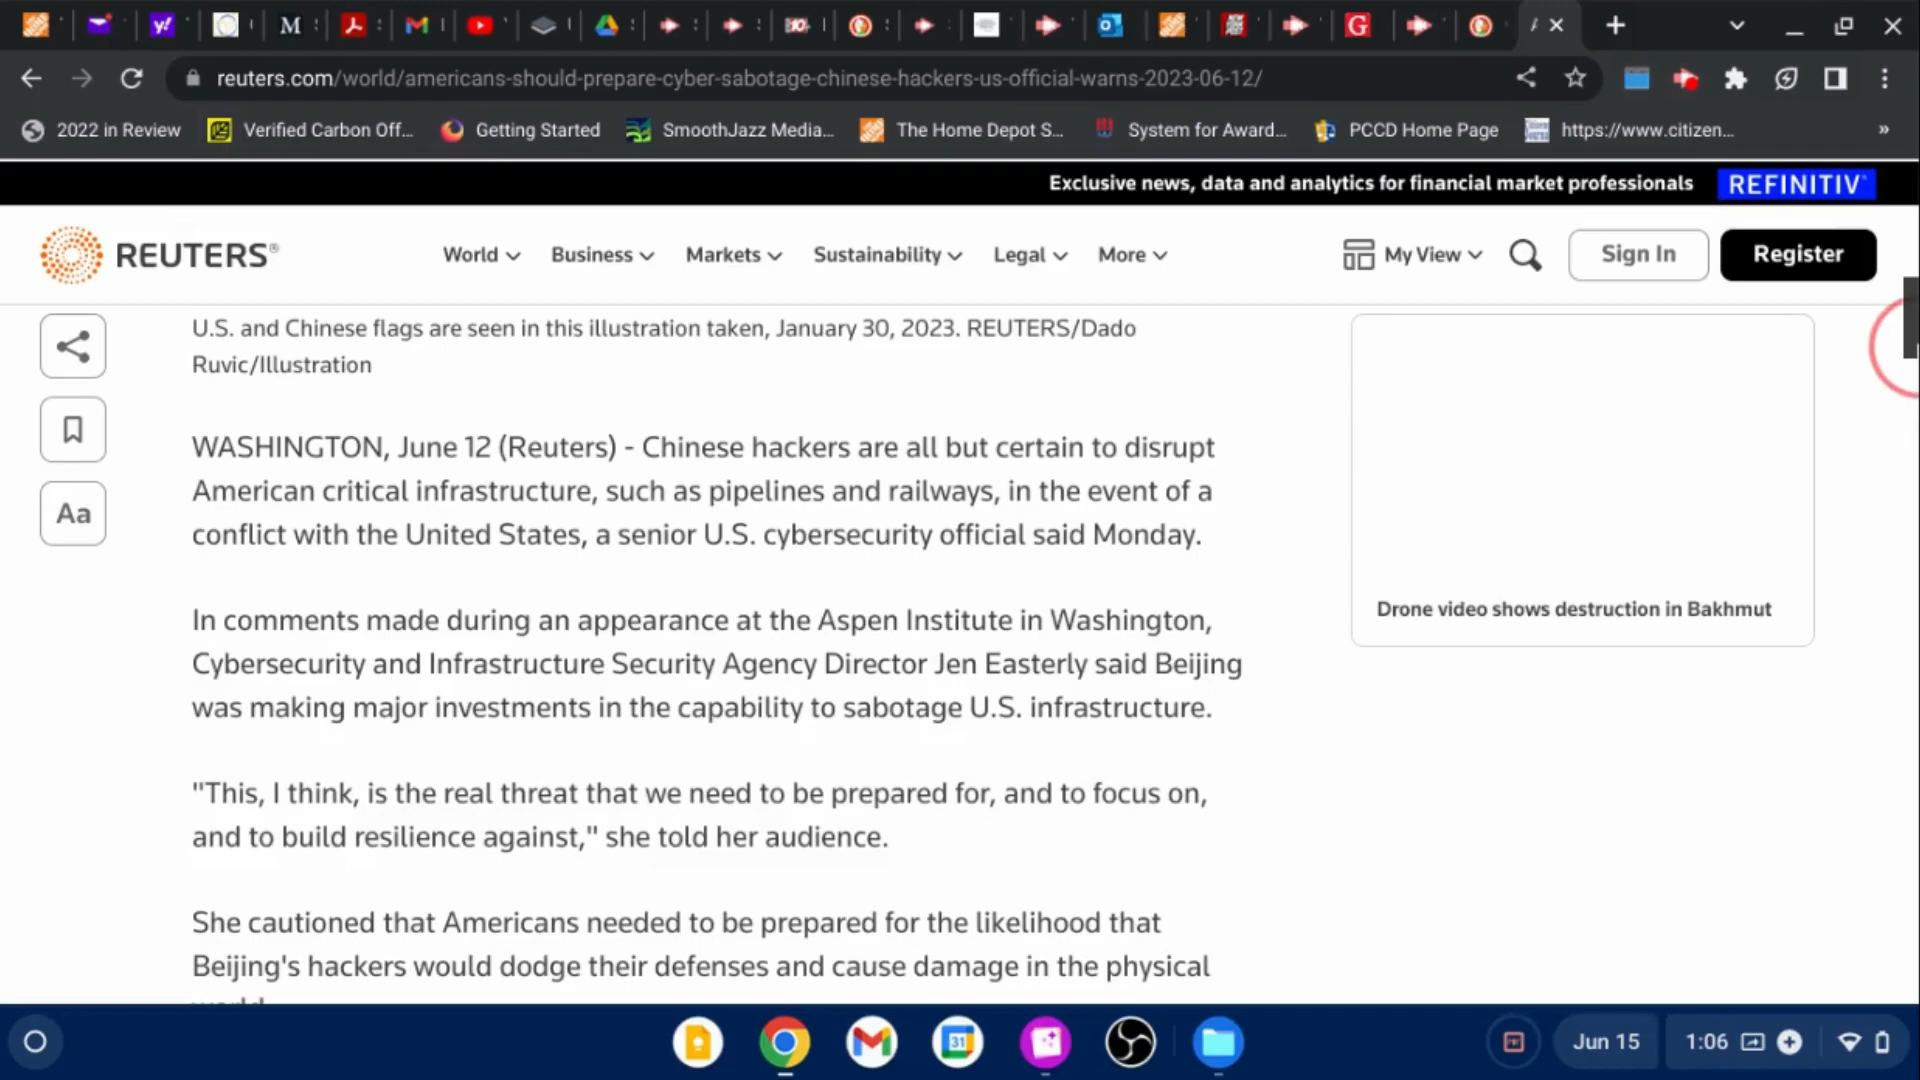 reuters.com/world/americans-should-prepare-cyber-sabotage-chinese-hackers-us-official-warns-2023-06-12/
2022 in Review
Verified Carbon Off...
Getting Started
SmoothJazz Media...
The Home Depot S...
System for Award...
PCCD Home Page
https://www.citizen...
»
Exclusive news, data and analytics for financial market professionals
REFINITIV
REUTERS®
World
Business
Markets
Sustainability
Legal
More
My View
Sign In
Register
U.S. and Chinese flags are seen in this illustration taken, January 30, 2023. REUTERS/Dado
Ruvic/Illustration
Aa
WASHINGTON, June 12 (Reuters) - Chinese hackers are all but certain to disrupt
American critical infrastructure, such as pipelines and railways, in the event of a
conflict with the United States, a senior U.S. cybersecurity official said Monday.
In comments made during an appearance at the Aspen Institute in Washington,
Cybersecurity and Infrastructure Security Agency Director Jen Easterly said Beijing
was making major investments in the capability to sabotage U.S. infrastructure.
"This, I think, is the real threat that we need to be prepared for, and to focus on,
and to build resilience against," she told her audience.
She cautioned that Americans needed to be prepared for the likelihood that
Beijing's hackers would dodge their defenses and cause damage in the physical
Drone video shows destruction in Bakhmut
31
Jun 15
1:06